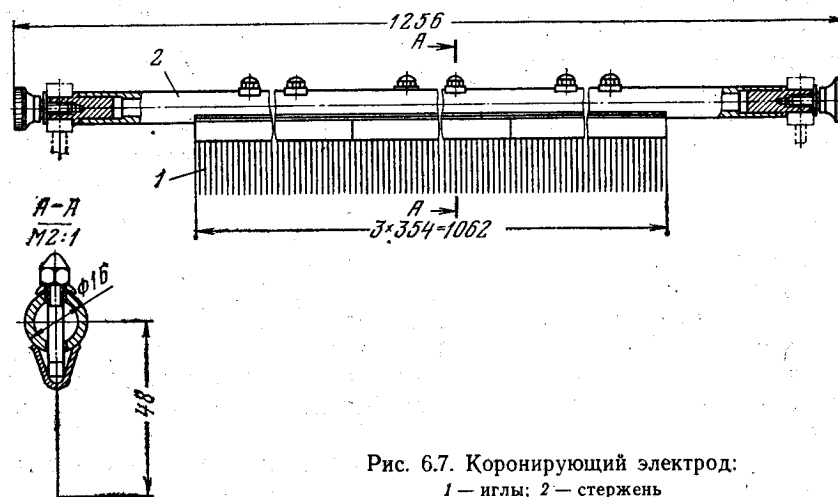 1256
А
2
1
А
3×354=1062
А-А
М2:1
Ф16
48
Рис. 6.7. Коронирующий электрод:
1 — иглы; 2 — стержень